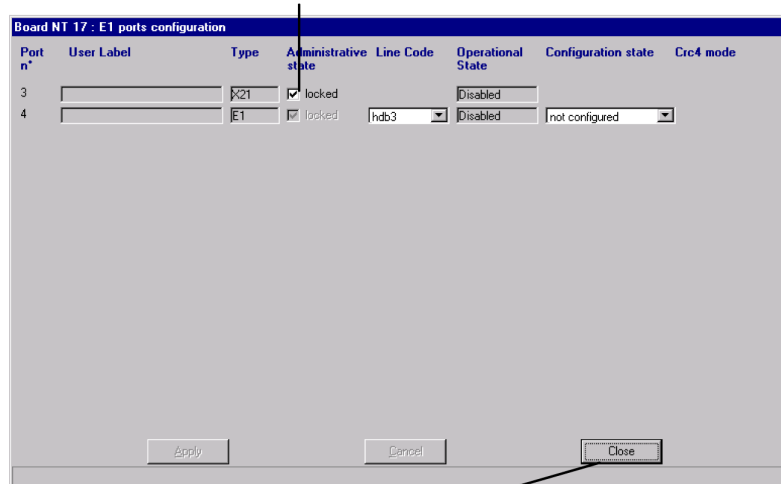 Board NT 17 : E1 ports configuration
Port n° User Label Type Administrative state Line Code Operational State Configuration state Crc4 mode
3 X21 locked Disabled
4 E1 locked hdb3 Disabled not configured
Apply Cancel Close